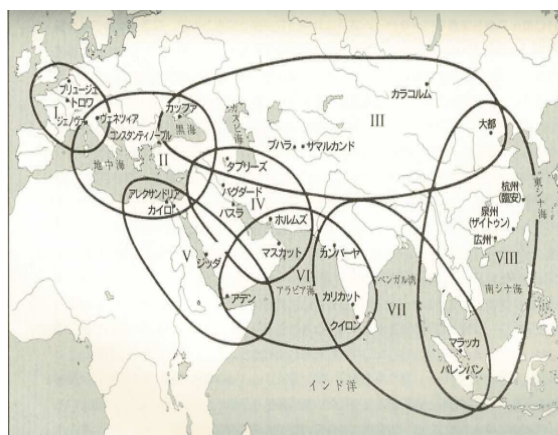 ブリュージュ
トロワ
I
ジェノヴァ
ヴェネツィア
コンスタンティノープル
カッファ
黒海
II
地中海
カスピ海
カラコルム
III
大都
ブハラ
サマルカンド
タブリーズ
バグダード
バスラ
IV
アレクサンドリア
カイロ
ホルムズ
マスカット
V
ジッダ
アデン
VI
アラビア海
カンバーヤ
カリカット
クイロン
ベンガル湾
VII
杭州
(臨安)
泉州
(ザイトゥン)
広州
VIII
東シナ海
南シナ海
マラッカ
パレンバン
インド洋